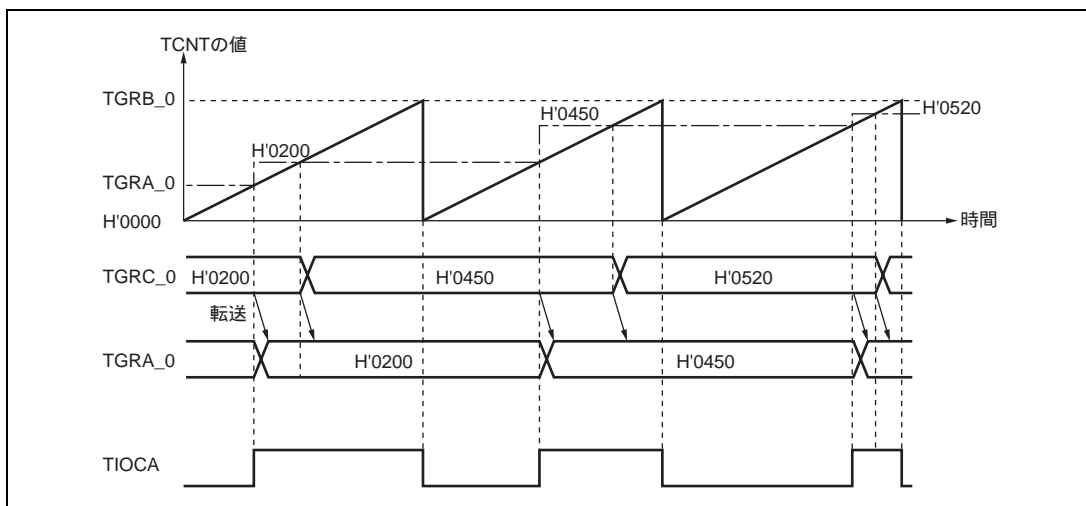 TCNTの値
TGRB_0
H'0520
H'0450
H'0200
TGRA_0
H'0000
時間
TGRC_0
H'0200
H'0450
H'0520
転送
TGRA_0
H'0200
H'0450
TIOCA